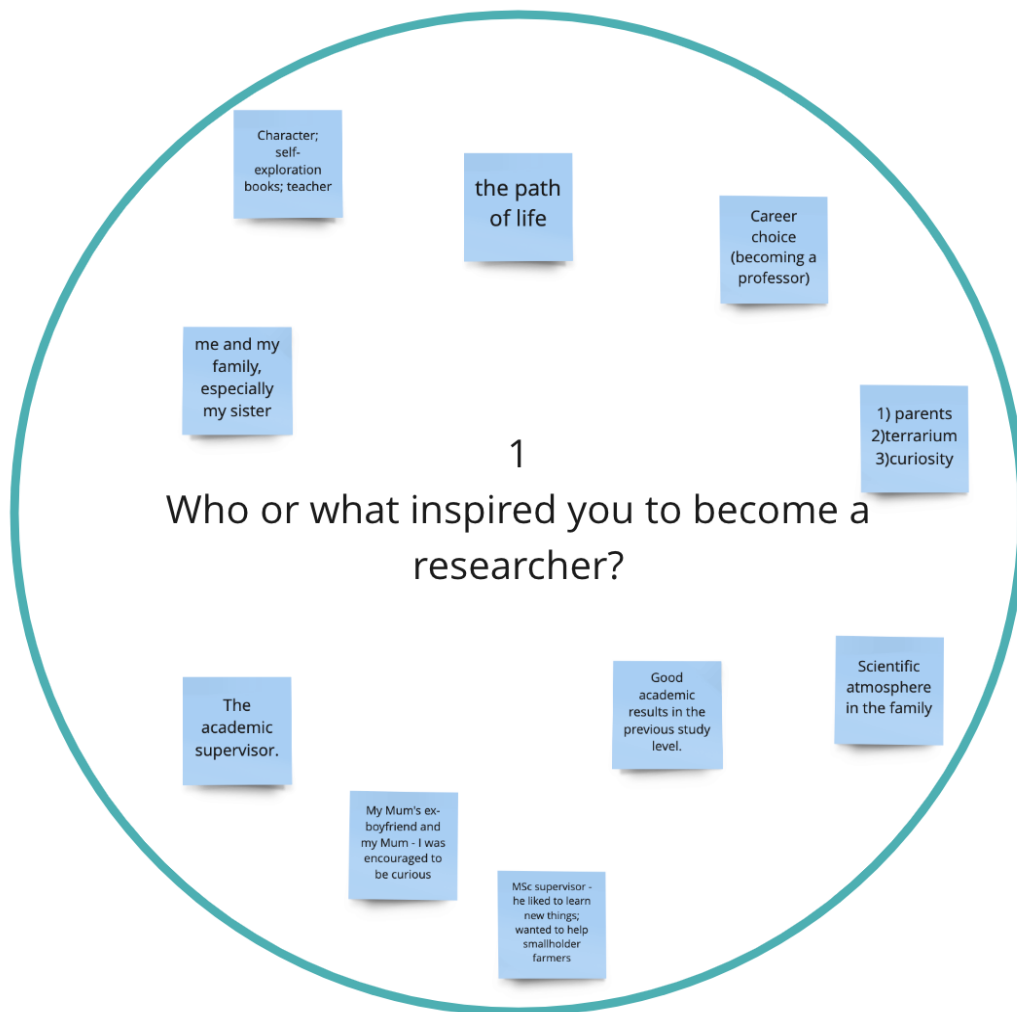 Character;
self-
exploration
books; teacher
the path
of life
Career
choice
(becoming a
professor)
me and my
family,
especially
my sister
1) parents
2)terrarium
3)curiosity
1
Who or what inspired you to become a
researcher?
The
academic
supervisor.
Good
academic
results in the
previous study
level.
Scientific
atmosphere
in the family
My Mum's ex-
boyfriend and
my Mum - I was
encouraged to
be curious
MSc supervisor -
he liked to learn
new things;
wanted to help
smallholder
farmers